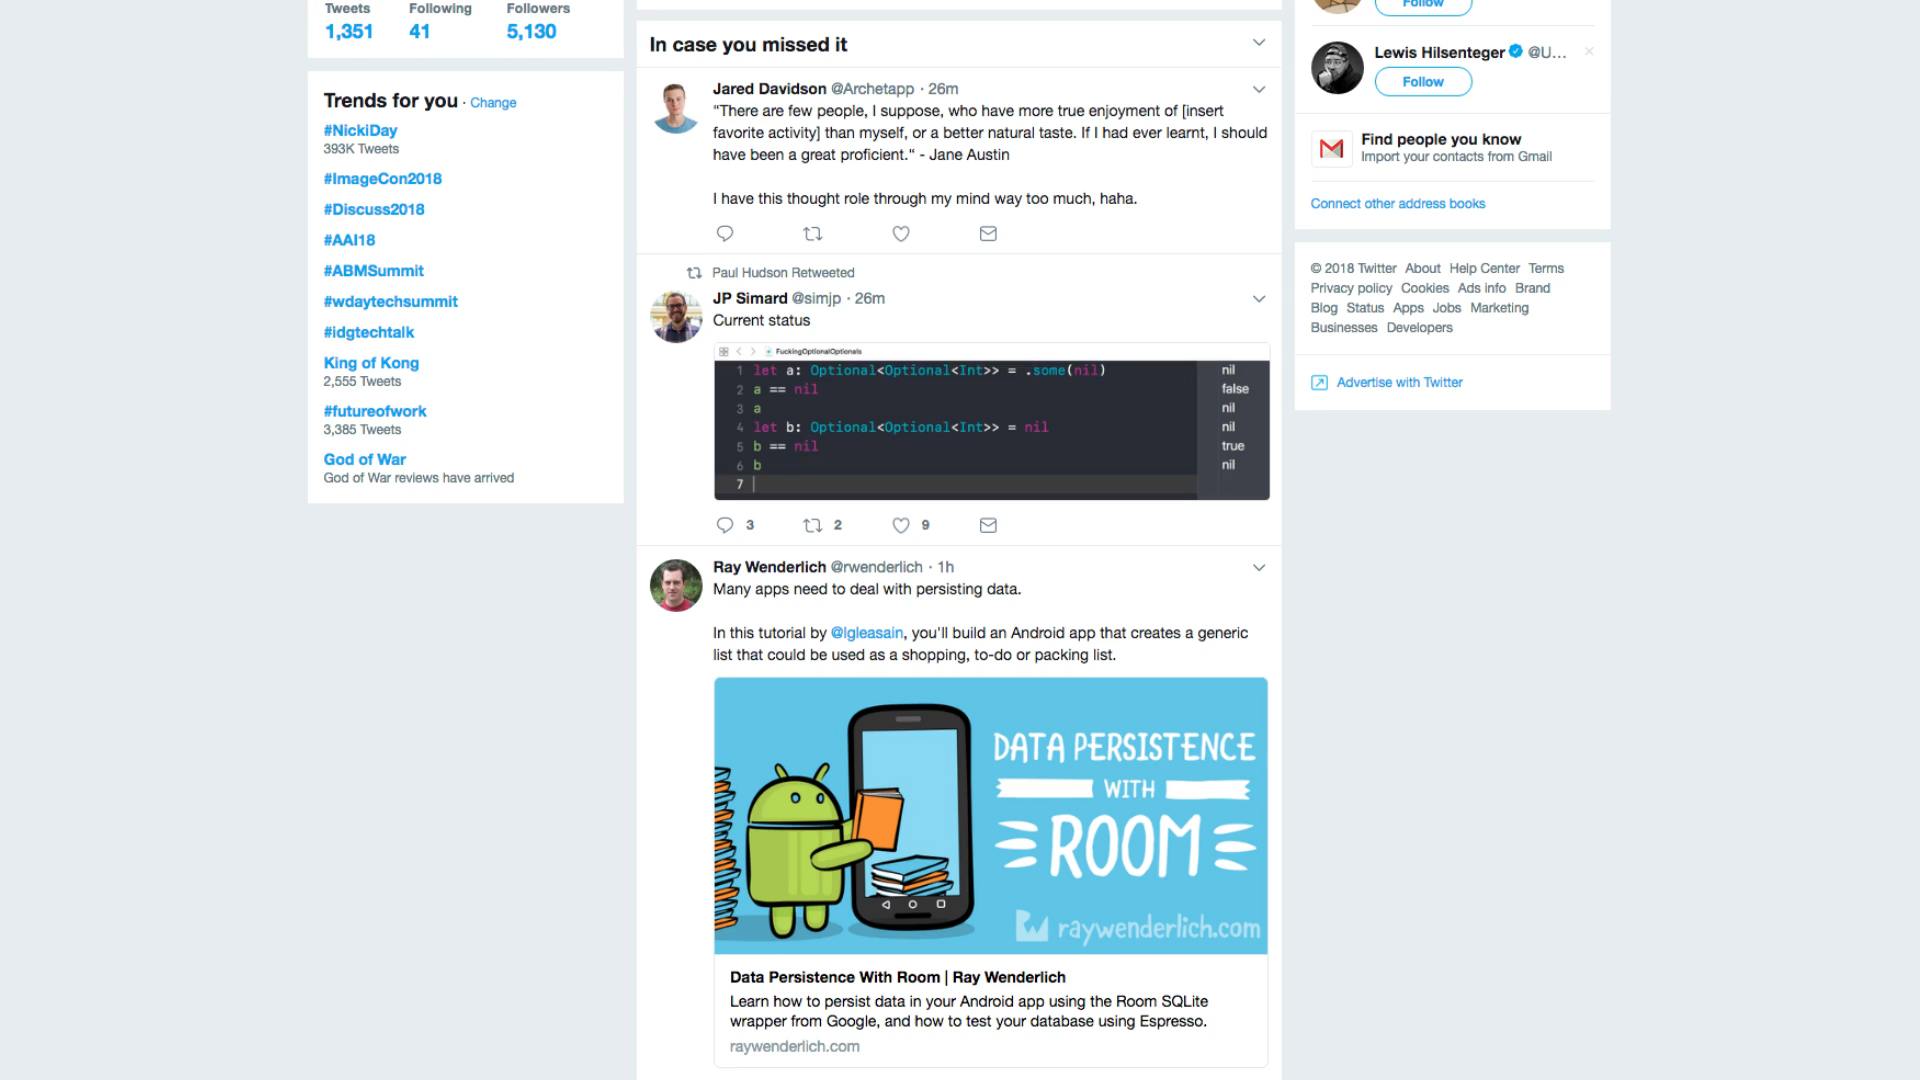 Tweets Following Followers
1,351 41 5,130
Trends for you · Change
#NickiDay
393K Tweets
#ImageCon2018
#Discuss2018
#AAI18
#ABMSummit
#wdaytechsummit
#idgtechtalk
King of Kong
2,555 Tweets
#futureofwork
3,385 Tweets
God of War
God of War reviews have arrived
In case you missed it
Jared Davidson @Archetapp · 26m
"There are few people, I suppose, who have more true enjoyment of [insert
favorite activity] than myself, or a better natural taste. If I had ever learnt, I should
have been a great proficient." - Jane Austin
I have this thought role through my mind way too much, haha.
Paul Hudson Retweeted
JP Simard @simjp · 26m
Current status
FuckingOptionalOptionals
1 let a: Optional<Optional<Int>> = .some(nil) nil
2 a == nil false
3 a nil
4 let b: Optional<Optional<Int>> = nil nil
5 b == nil true
6 b nil
7
3 2 9
Ray Wenderlich @rwenderlich · 1h
Many apps need to deal with persisting data.
In this tutorial by @lgleasain, you'll build an Android app that creates a generic
list that could be used as a shopping, to-do or packing list.
DATA PERSISTENCE
WITH
ROOM
raywenderlich.com
Data Persistence With Room | Ray Wenderlich
Learn how to persist data in your Android app using the Room SQLite
wrapper from Google, and how to test your database using Espresso.
raywenderlich.com
Follow
Lewis Hilsenteger @U...
Follow
Find people you know
Import your contacts from Gmail
Connect other address books
© 2018 Twitter About Help Center Terms
Privacy policy Cookies Ads info Brand
Blog Status Apps Jobs Marketing
Businesses Developers
Advertise with Twitter